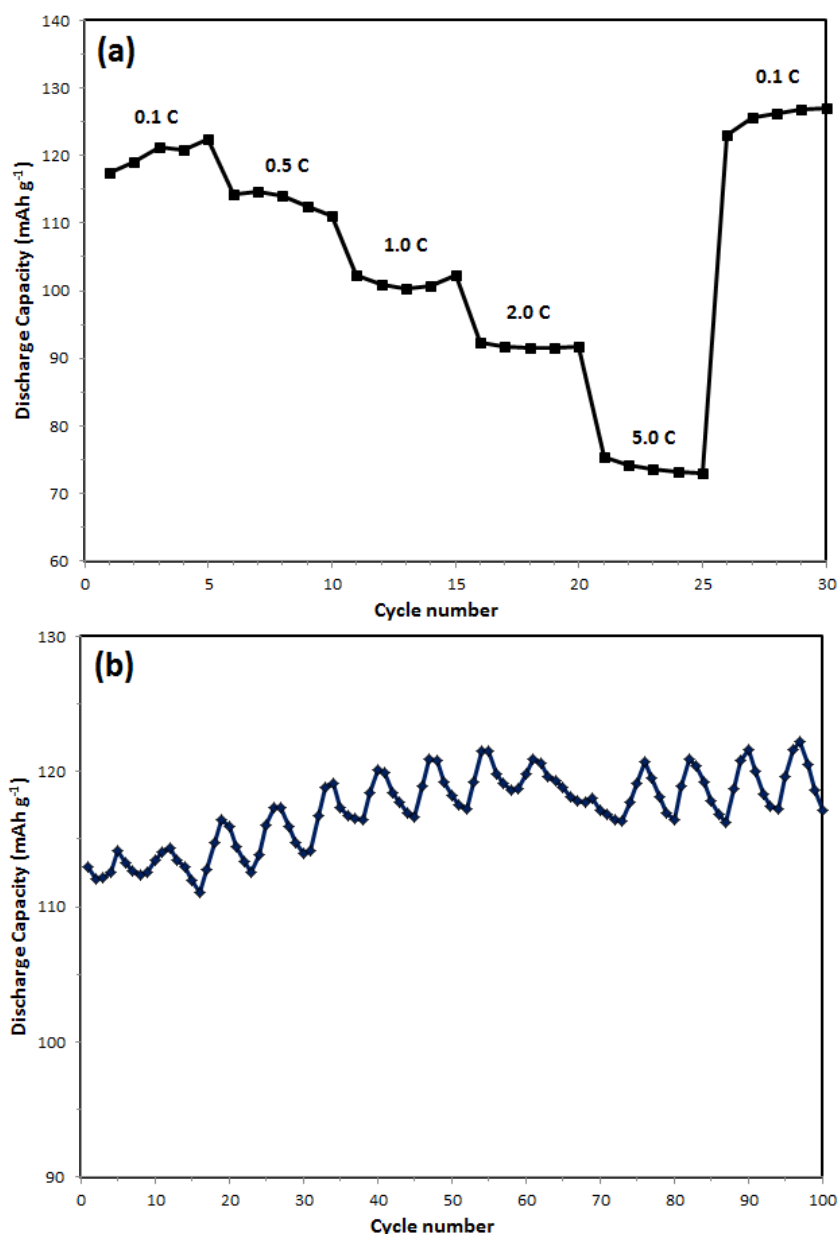 (a)
Discharge Capacity (mAh g⁻¹)
140
130
120
110
100
90
80
70
60
0.1 C
0.5 C
1.0 C
2.0 C
5.0 C
0.1 C
0 5 10 15 20 25 30
Cycle number
(b)
Discharge Capacity (mAh g⁻¹)
130
120
110
100
90
0 10 20 30 40 50 60 70 80 90 100
Cycle number